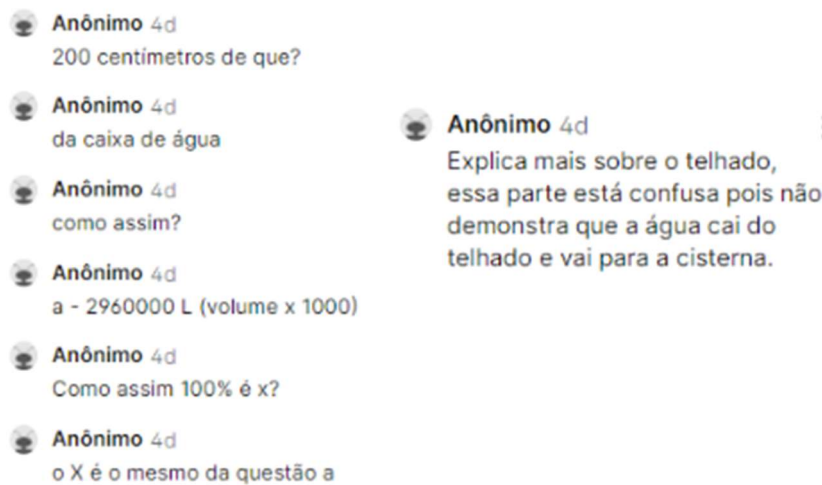 Anônimo 4d
200 centímetros de que?
Anônimo 4d
da caixa de água
Anônimo 4d
como assim?
Anônimo 4d
a - 2960000 L (volume x 1000)
Anônimo 4d
Como assim 100% é x?
Anônimo 4d
o X é o mesmo da questão a
Anônimo 4d
Explica mais sobre o telhado,
essa parte está confusa pois não
demonstra que a água cai do
telhado e vai para a cisterna.